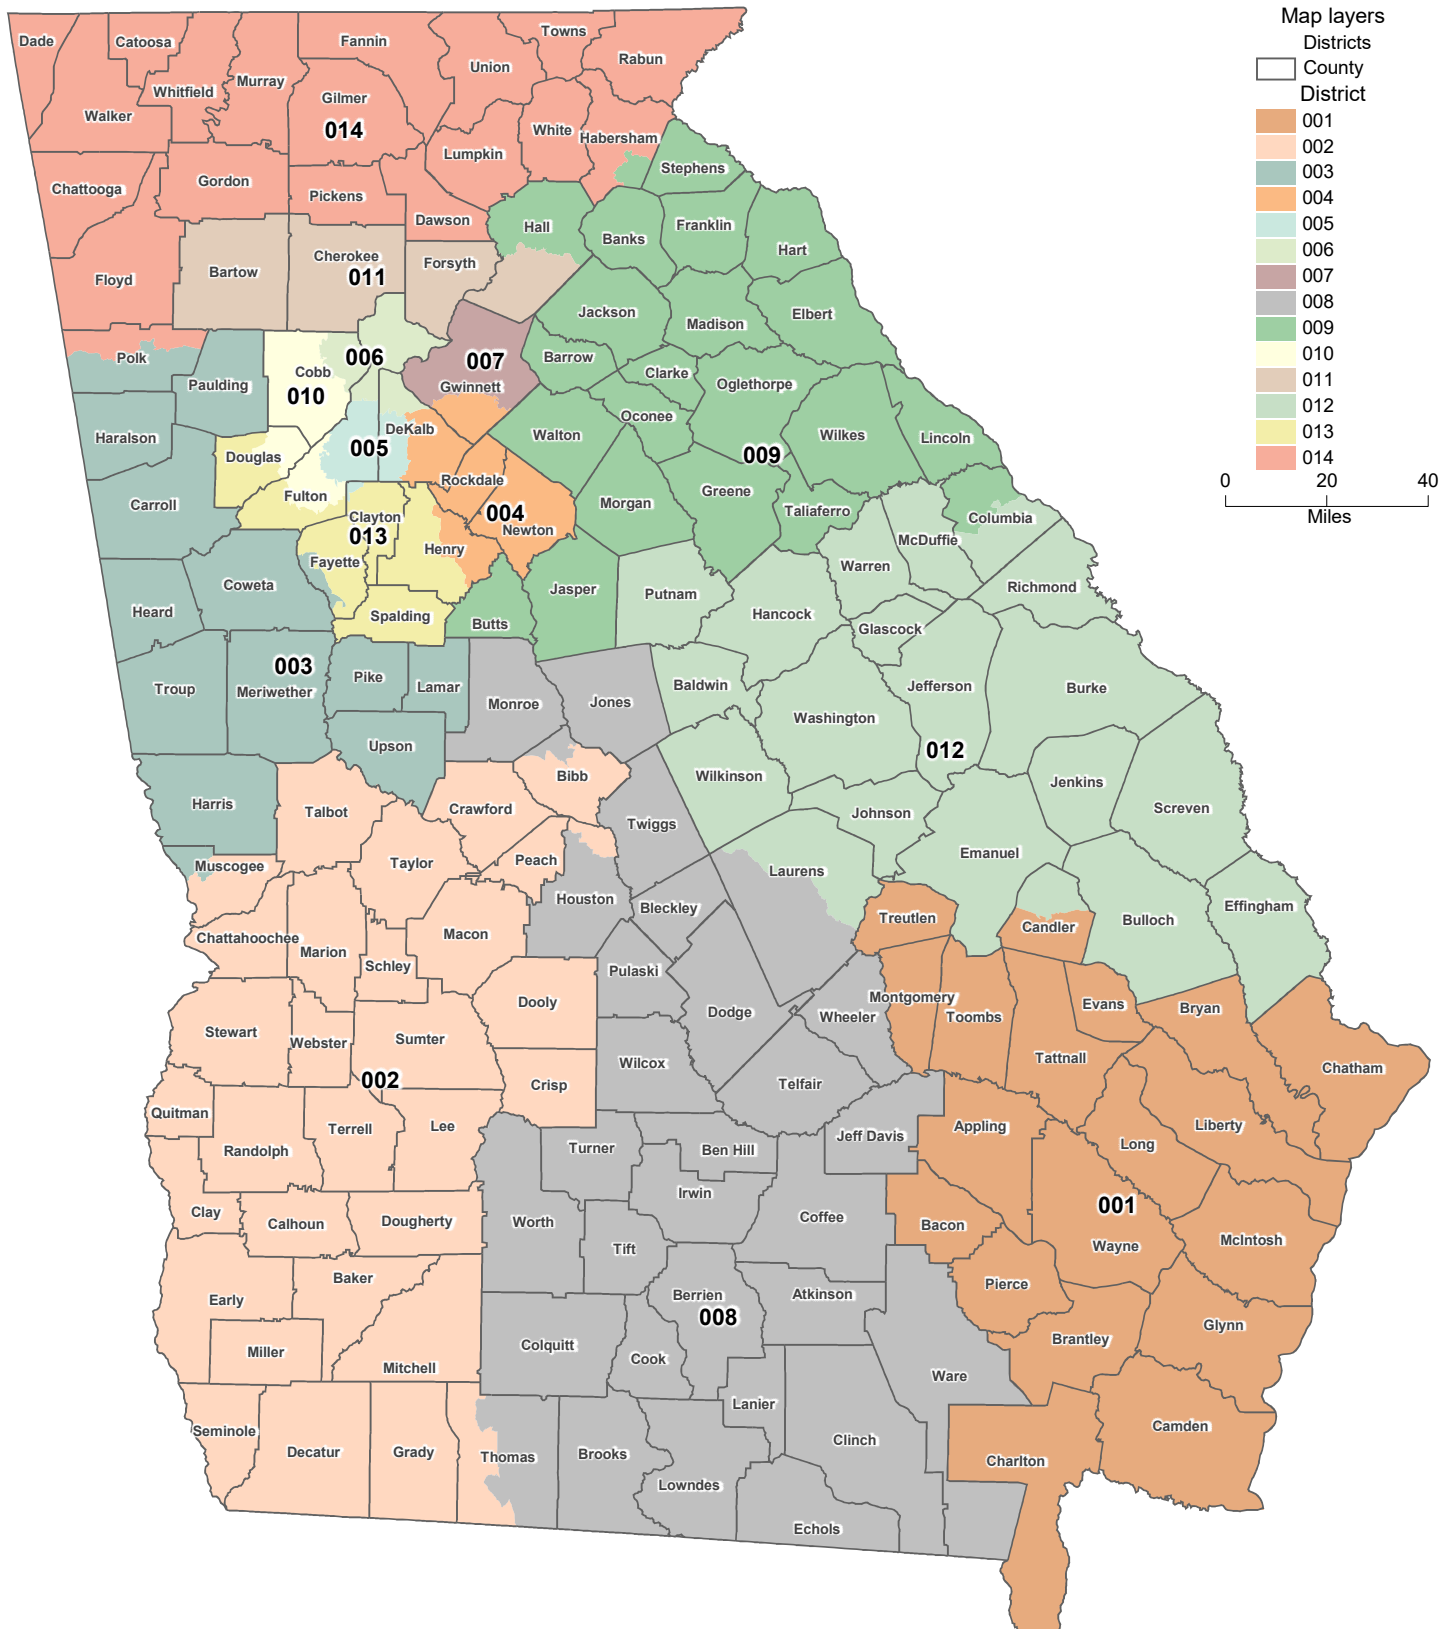 Map layers
Districts
County
District
001
002
003
004
005
006
007
008
009
010
011
012
013
014
0 20 40
Miles
Dade
Catoosa
Fannin
Towns
Union
Rabun
Whitfield
Murray
Gilmer
014
Walker
White
Habersham
Lumpkin
Stephens
Chattooga
Gordon
Pickens
Dawson
Hall
Banks
Franklin
Hart
Floyd
Bartow
Cherokee
011
Forsyth
Jackson
Madison
Elbert
Polk
Paulding
Cobb
010
006
007
Gwinnett
Barrow
Clarke
Oglethorpe
Oconee
Haralson
Douglas
005
DeKalb
Walton
009
Wilkes
Lincoln
Carroll
Fulton
Rockdale
004
Newton
Morgan
Greene
Taliaferro
Columbia
Clayton
013
Henry
McDuffie
Fayette
Warren
Richmond
Heard
Coweta
Spalding
Butts
Jasper
Putnam
Hancock
Glascock
Troup
003
Meriwether
Pike
Lamar
Monroe
Jones
Baldwin
Jefferson
Burke
Washington
012
Upson
Harris
Talbot
Crawford
Bibb
Wilkinson
Jenkins
Screven
Twiggs
Johnson
Muscogee
Taylor
Peach
Laurens
Emanuel
Houston
Bleckley
Treutlen
Candler
Bulloch
Effingham
Chattahoochee
Marion
Macon
Schley
Pulaski
Dooly
Dodge
Wheeler
Montgomery
Toombs
Evans
Bryan
Stewart
Webster
Sumter
Tattnall
Chatham
002
Crisp
Wilcox
Telfair
Quitman
Terrell
Lee
Randolph
Turner
Ben Hill
Jeff Davis
Appling
Long
Liberty
Irwin
Clay
Calhoun
Dougherty
Worth
Tift
Coffee
Bacon
001
Wayne
McIntosh
Early
Baker
Berrien
008
Atkinson
Pierce
Glynn
Miller
Mitchell
Colquitt
Cook
Brantley
Ware
Lanier
Seminole
Decatur
Grady
Thomas
Brooks
Clinch
Camden
Charlton
Lowndes
Echols